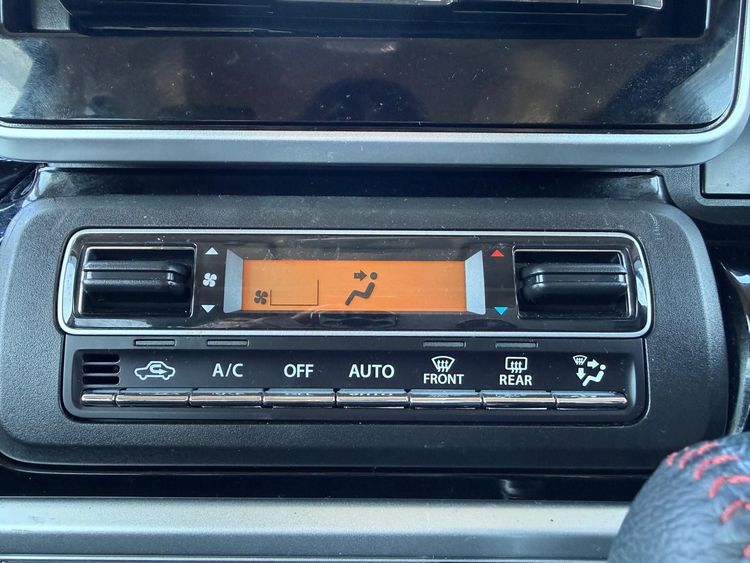 A/C OFF AUTO FRONT REAR